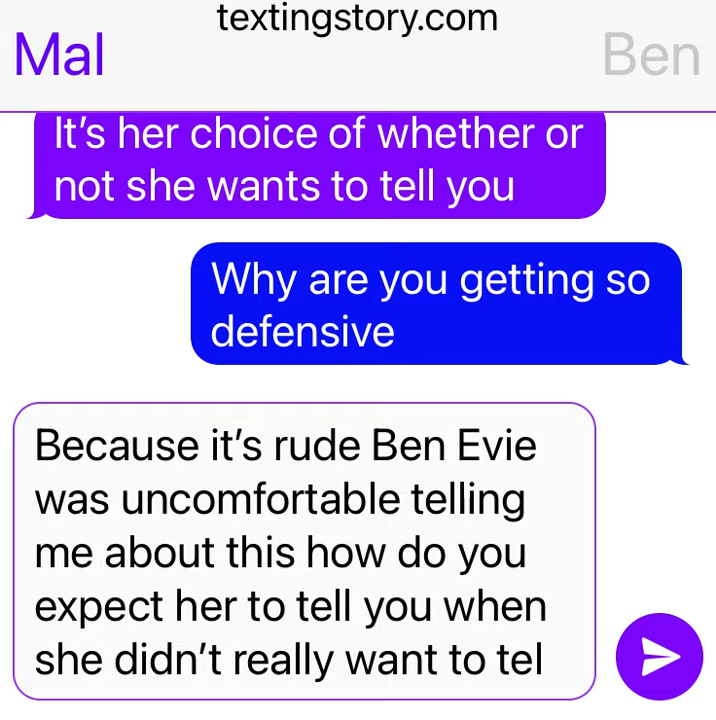 textingstory.com
Mal
Ben
It's her choice of whether or
not she wants to tell you
Why are you getting so
defensive
Because it's rude Ben Evie
was uncomfortable telling
me about this how do you
expect her to tell you when
she didn't really want to tel